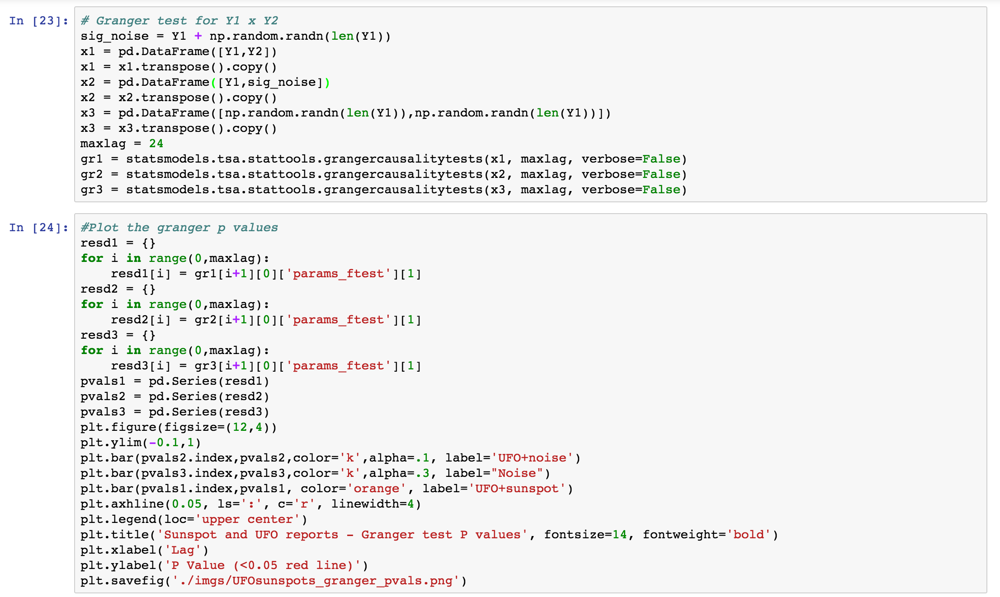 In [23]:
# Granger test for Y1 x Y2
sig_noise = Y1 + np.random.randn(len(Y1))
x1 = pd.DataFrame([Y1,Y2])
x1 = x1.transpose().copy()
x2 = pd.DataFrame([Y1,sig_noise])
x2 = x2.transpose().copy()
x3 = pd.DataFrame([np.random.randn(len(Y1)),np.random.randn(len(Y1))])
x3 = x3.transpose().copy()
maxlag = 24
gr1 = statsmodels.tsa.stattools.grangercausalitytests(x1, maxlag, verbose=False)
gr2 = statsmodels.tsa.stattools.grangercausalitytests(x2, maxlag, verbose=False)
gr3 = statsmodels.tsa.stattools.grangercausalitytests(x3, maxlag, verbose=False)
In [24]:
#Plot the granger p values
resd1 = {}
for i in range(0,maxlag):
    resd1[i] = gr1[i+1][0]['params_ftest'][1]
resd2 = {}
for i in range(0,maxlag):
    resd2[i] = gr2[i+1][0]['params_ftest'][1]
resd3 = {}
for i in range(0,maxlag):
    resd3[i] = gr3[i+1][0]['params_ftest'][1]
pvals1 = pd.Series(resd1)
pvals2 = pd.Series(resd2)
pvals3 = pd.Series(resd3)
plt.figure(figsize=(12,4))
plt.ylim(-0.1,1)
plt.bar(pvals2.index,pvals2,color='k',alpha=.1, label='UFO+noise')
plt.bar(pvals3.index,pvals3,color='k',alpha=.3, label="Noise")
plt.bar(pvals1.index,pvals1, color='orange', label='UFO+sunspot')
plt.axhline(0.05, ls=':', c='r', linewidth=4)
plt.legend(loc='upper center')
plt.title('Sunspot and UFO reports - Granger test P values', fontsize=14, fontweight='bold')
plt.xlabel('Lag')
plt.ylabel('P Value (<0.05 red line)')
plt.savefig('./imgs/UFOsunspots_granger_pvals.png')